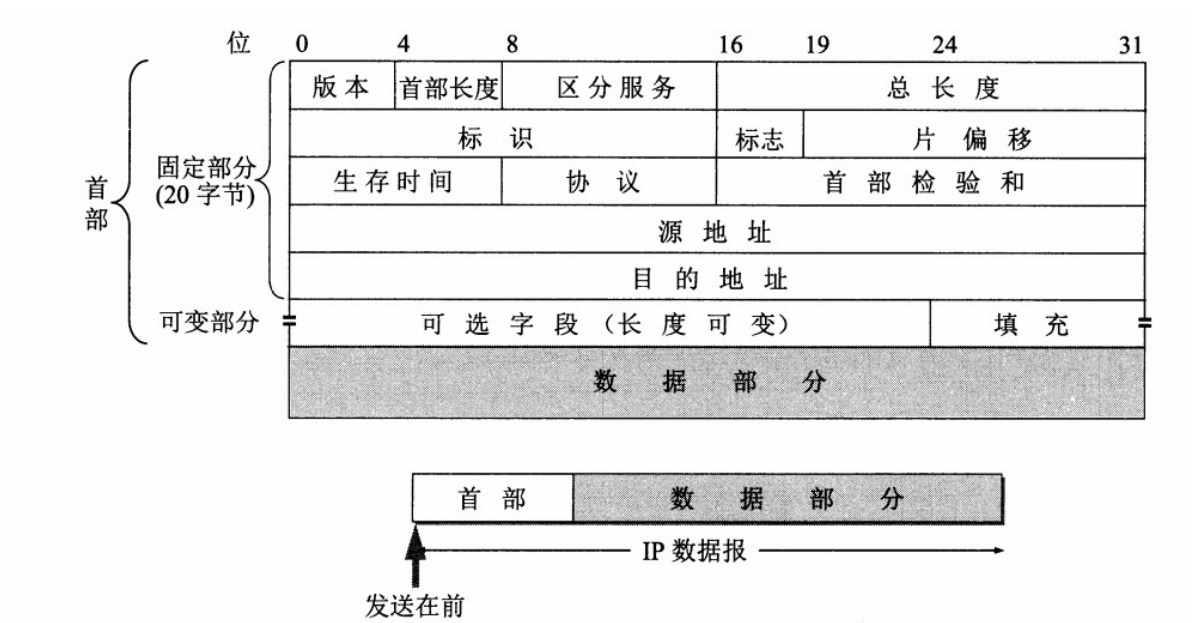 位 0 4 8 16 19 24 31
版本 首部长度 区分服务 总长度
标识 标志 片偏移
固定部分
(20 字节)
生存时间 协议 首部检验和
首部
源地址
目的地址
可变部分 可选字段（长度可变） 填充
数据部分
首部 数据部分
IP 数据报
发送在前